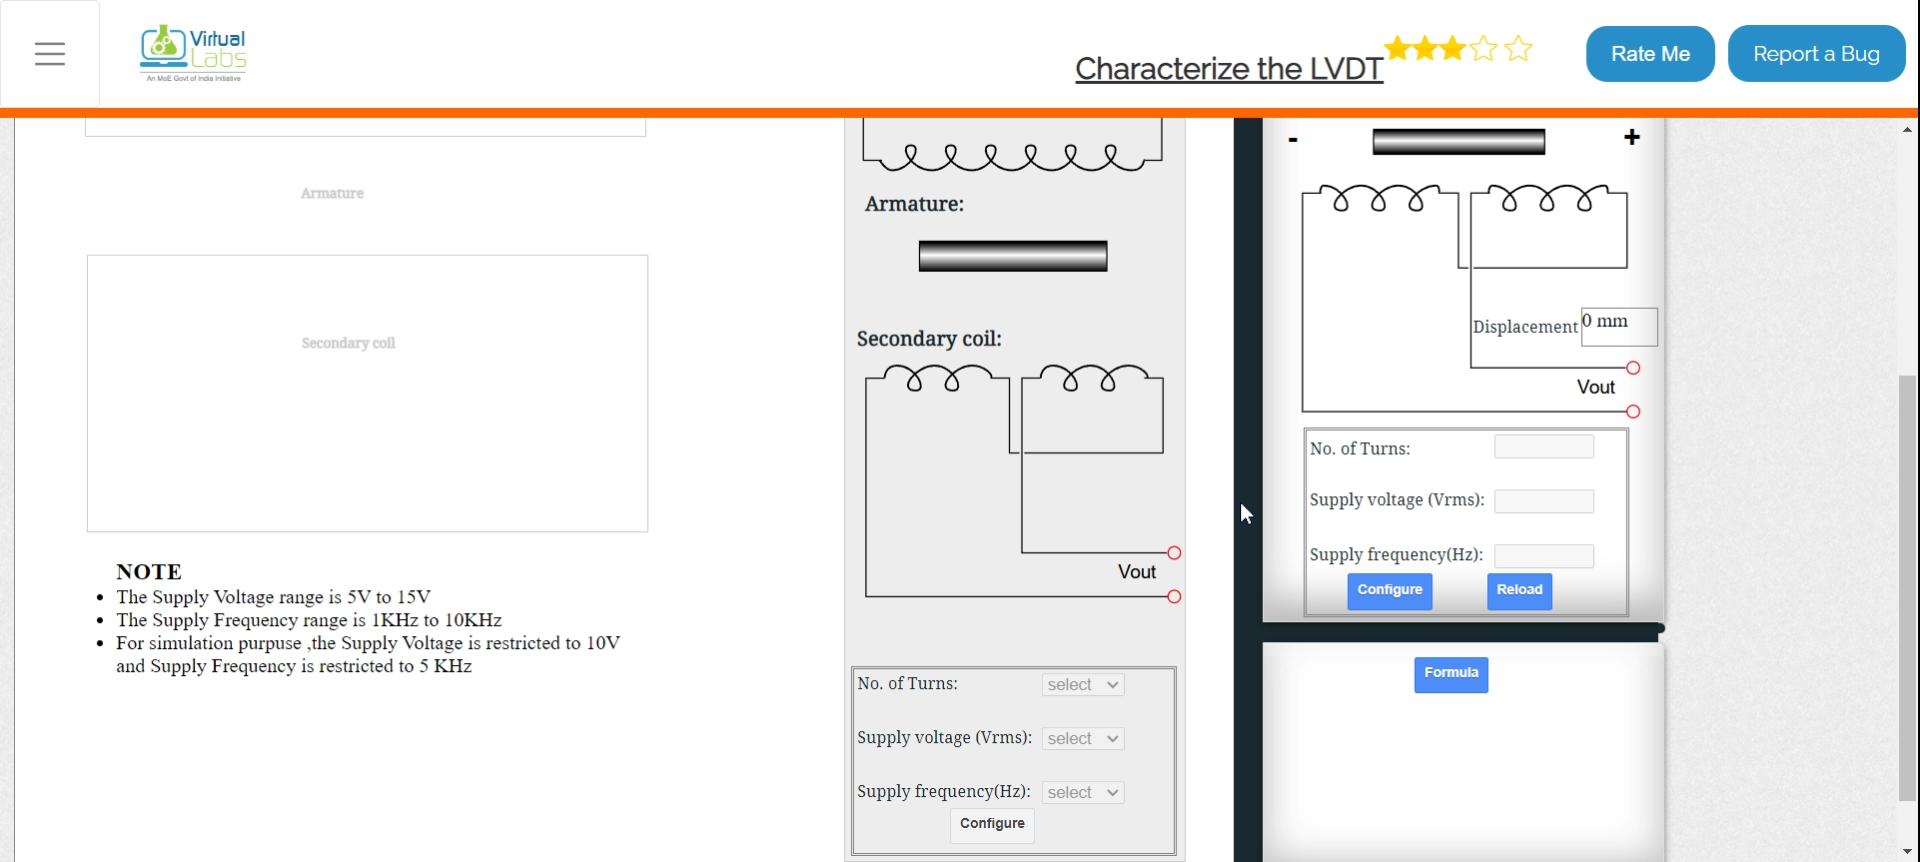 Virtual
Labs
An MoE Govt of India Initiative
Characterize the LVDT
Rate Me
Report a Bug
Armature
Secondary coil
NOTE
The Supply Voltage range is 5V to 15V
The Supply Frequency range is 1KHz to 10KHz
For simulation purpuse ,the Supply Voltage is restricted to 10V
and Supply Frequency is restricted to 5 KHz
Armature:
Secondary coil:
Vout
No. of Turns: select
Supply voltage (Vrms): select
Supply frequency(Hz): select
Configure
- +
Displacement 0 mm
Vout
No. of Turns:
Supply voltage (Vrms):
Supply frequency(Hz):
Configure Reload
Formula